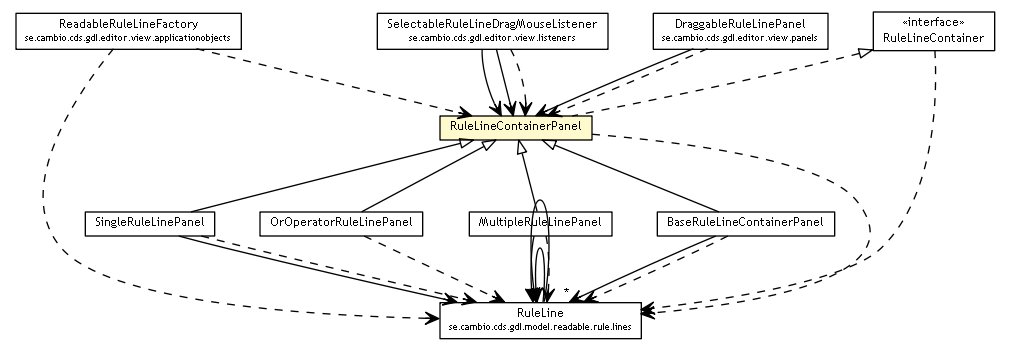 ReadableRuleLineFactory
se.cambio.cds.gdl.editor.view.applicationobjects
SelectableRuleLineDragMouseListener
se.cambio.cds.gdl.editor.view.listeners
DraggableRuleLinePanel
se.cambio.cds.gdl.editor.view.panels
«interface»
RuleLineContainer
RuleLineContainerPanel
SingleRuleLinePanel
OrOperatorRuleLinePanel
MultipleRuleLinePanel
BaseRuleLineContainerPanel
*
RuleLine
se.cambio.cds.gdl.model.readable.rule.lines